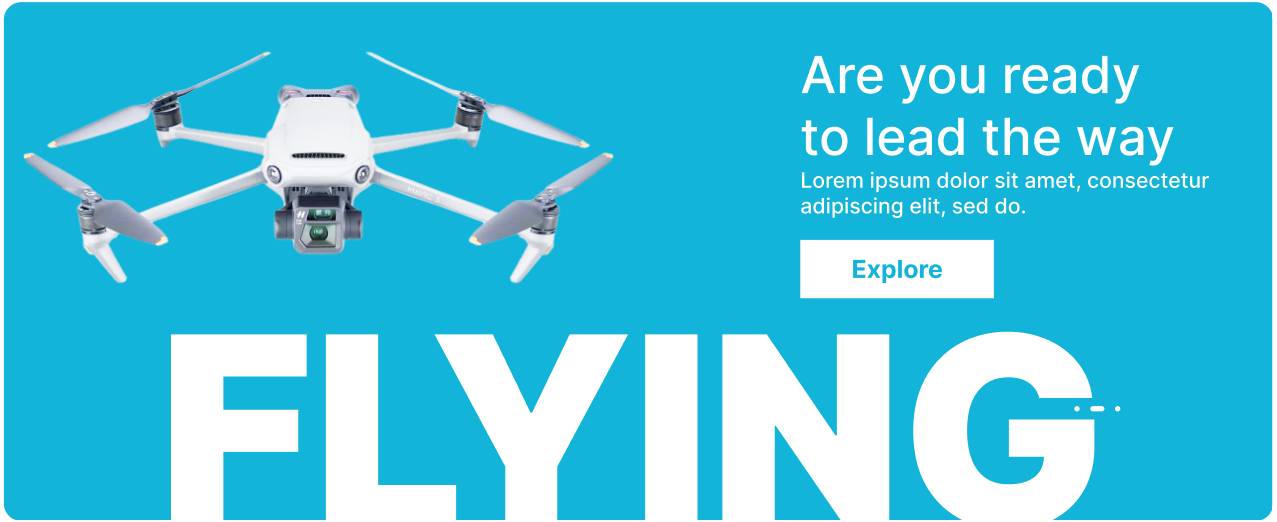 Are you ready
to lead the way
Lorem ipsum dolor sit amet, consectetur
adipiscing elit, sed do.
Explore
FLYING